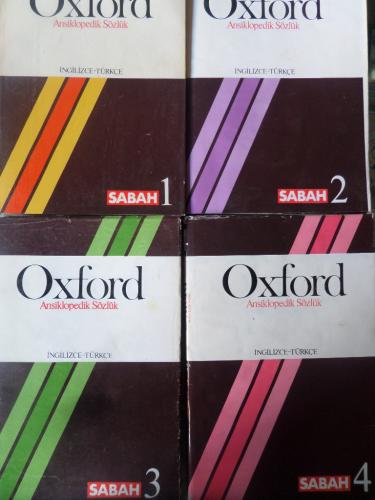 Oxford
Ansiklopedik Sözlük
İNGİLİZCE-TÜRKÇE
SABAH 1
Oxford
Ansiklopedik Sözlük
İNGİLİZCE-TÜRKÇE
SABAH 2
Oxford
Ansiklopedik Sözlük
İNGİLİZCE-TÜRKÇE
SABAH 3
Oxford
Ansiklopedik Sözlük
İNGİLİZCE-TÜRKÇE
SABAH 4